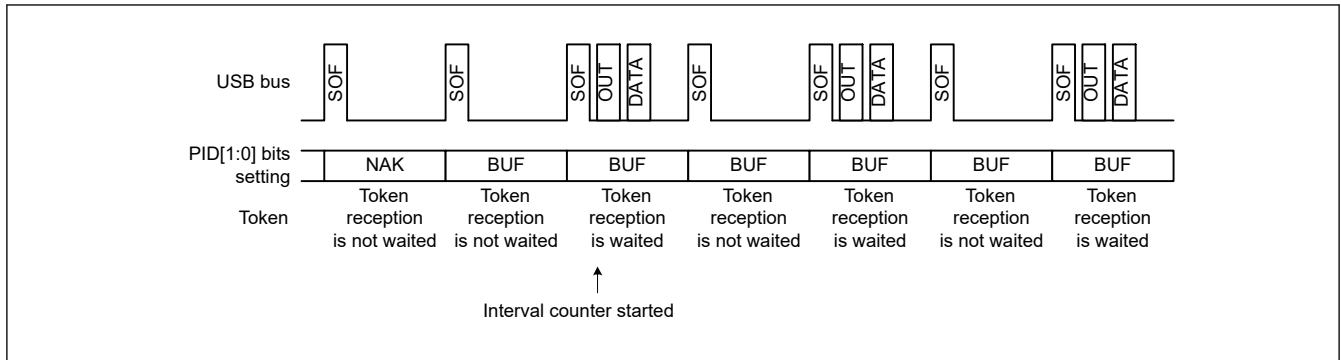 USB bus
SOF SOF SOF OUT DATA SOF SOF OUT DATA SOF SOF OUT DATA
PID[1:0] bits
setting
NAK BUF BUF BUF BUF BUF BUF
Token
Token Token Token Token Token Token Token
reception reception reception reception reception reception reception
is not waited is not waited is waited is not waited is waited is not waited is waited
Interval counter started